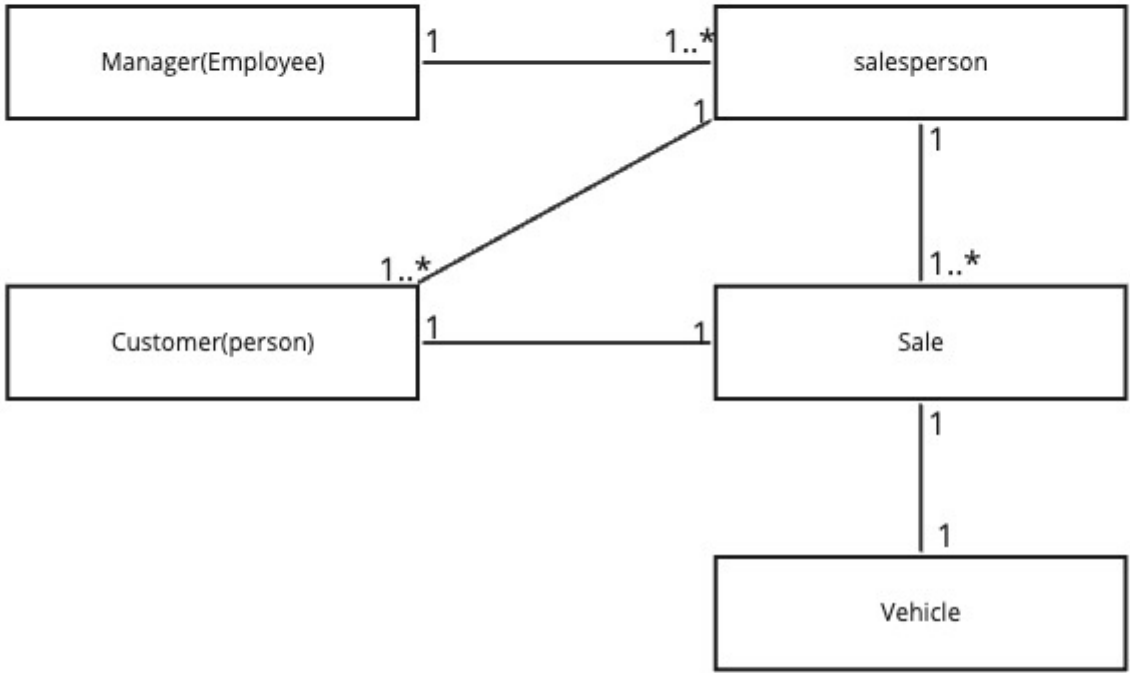 Manager(Employee)
1
1..*
salesperson
1
1
1..*
1..*
Customer(person)
1
1
Sale
1
1
Vehicle